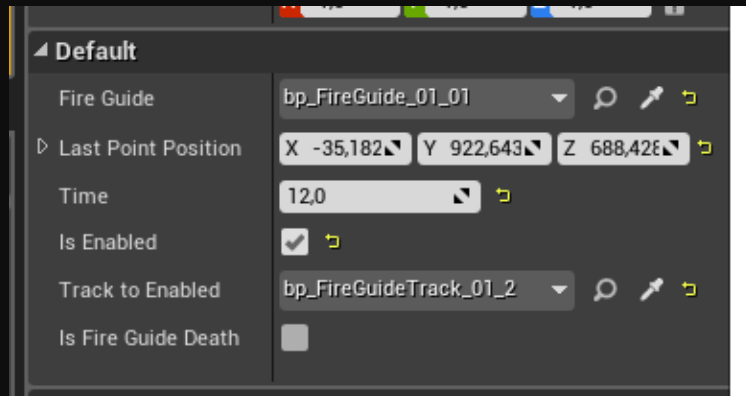 Default
Fire Guide bp_FireGuide_01_01
Last Point Position X -35,182 Y 922,643 Z 688,428
Time 12,0
Is Enabled
Track to Enabled bp_FireGuideTrack_01_2
Is Fire Guide Death